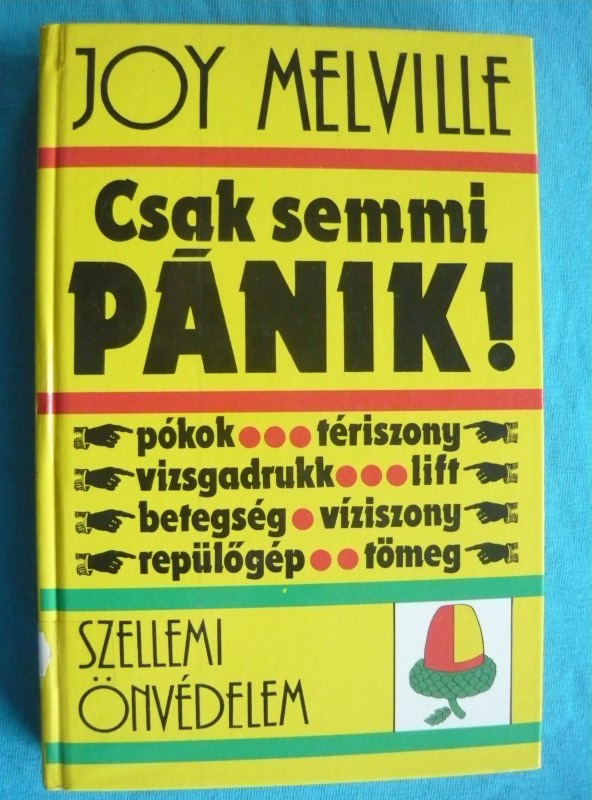 JOY MELVILLE
Csak semmi
PÁNIK!
pókok●●●tériszony
vizsgadrukk●●●lift
betegség●víziszony
repülőgép●●tömeg
SZELLEMI
ÖNVÉDELEM